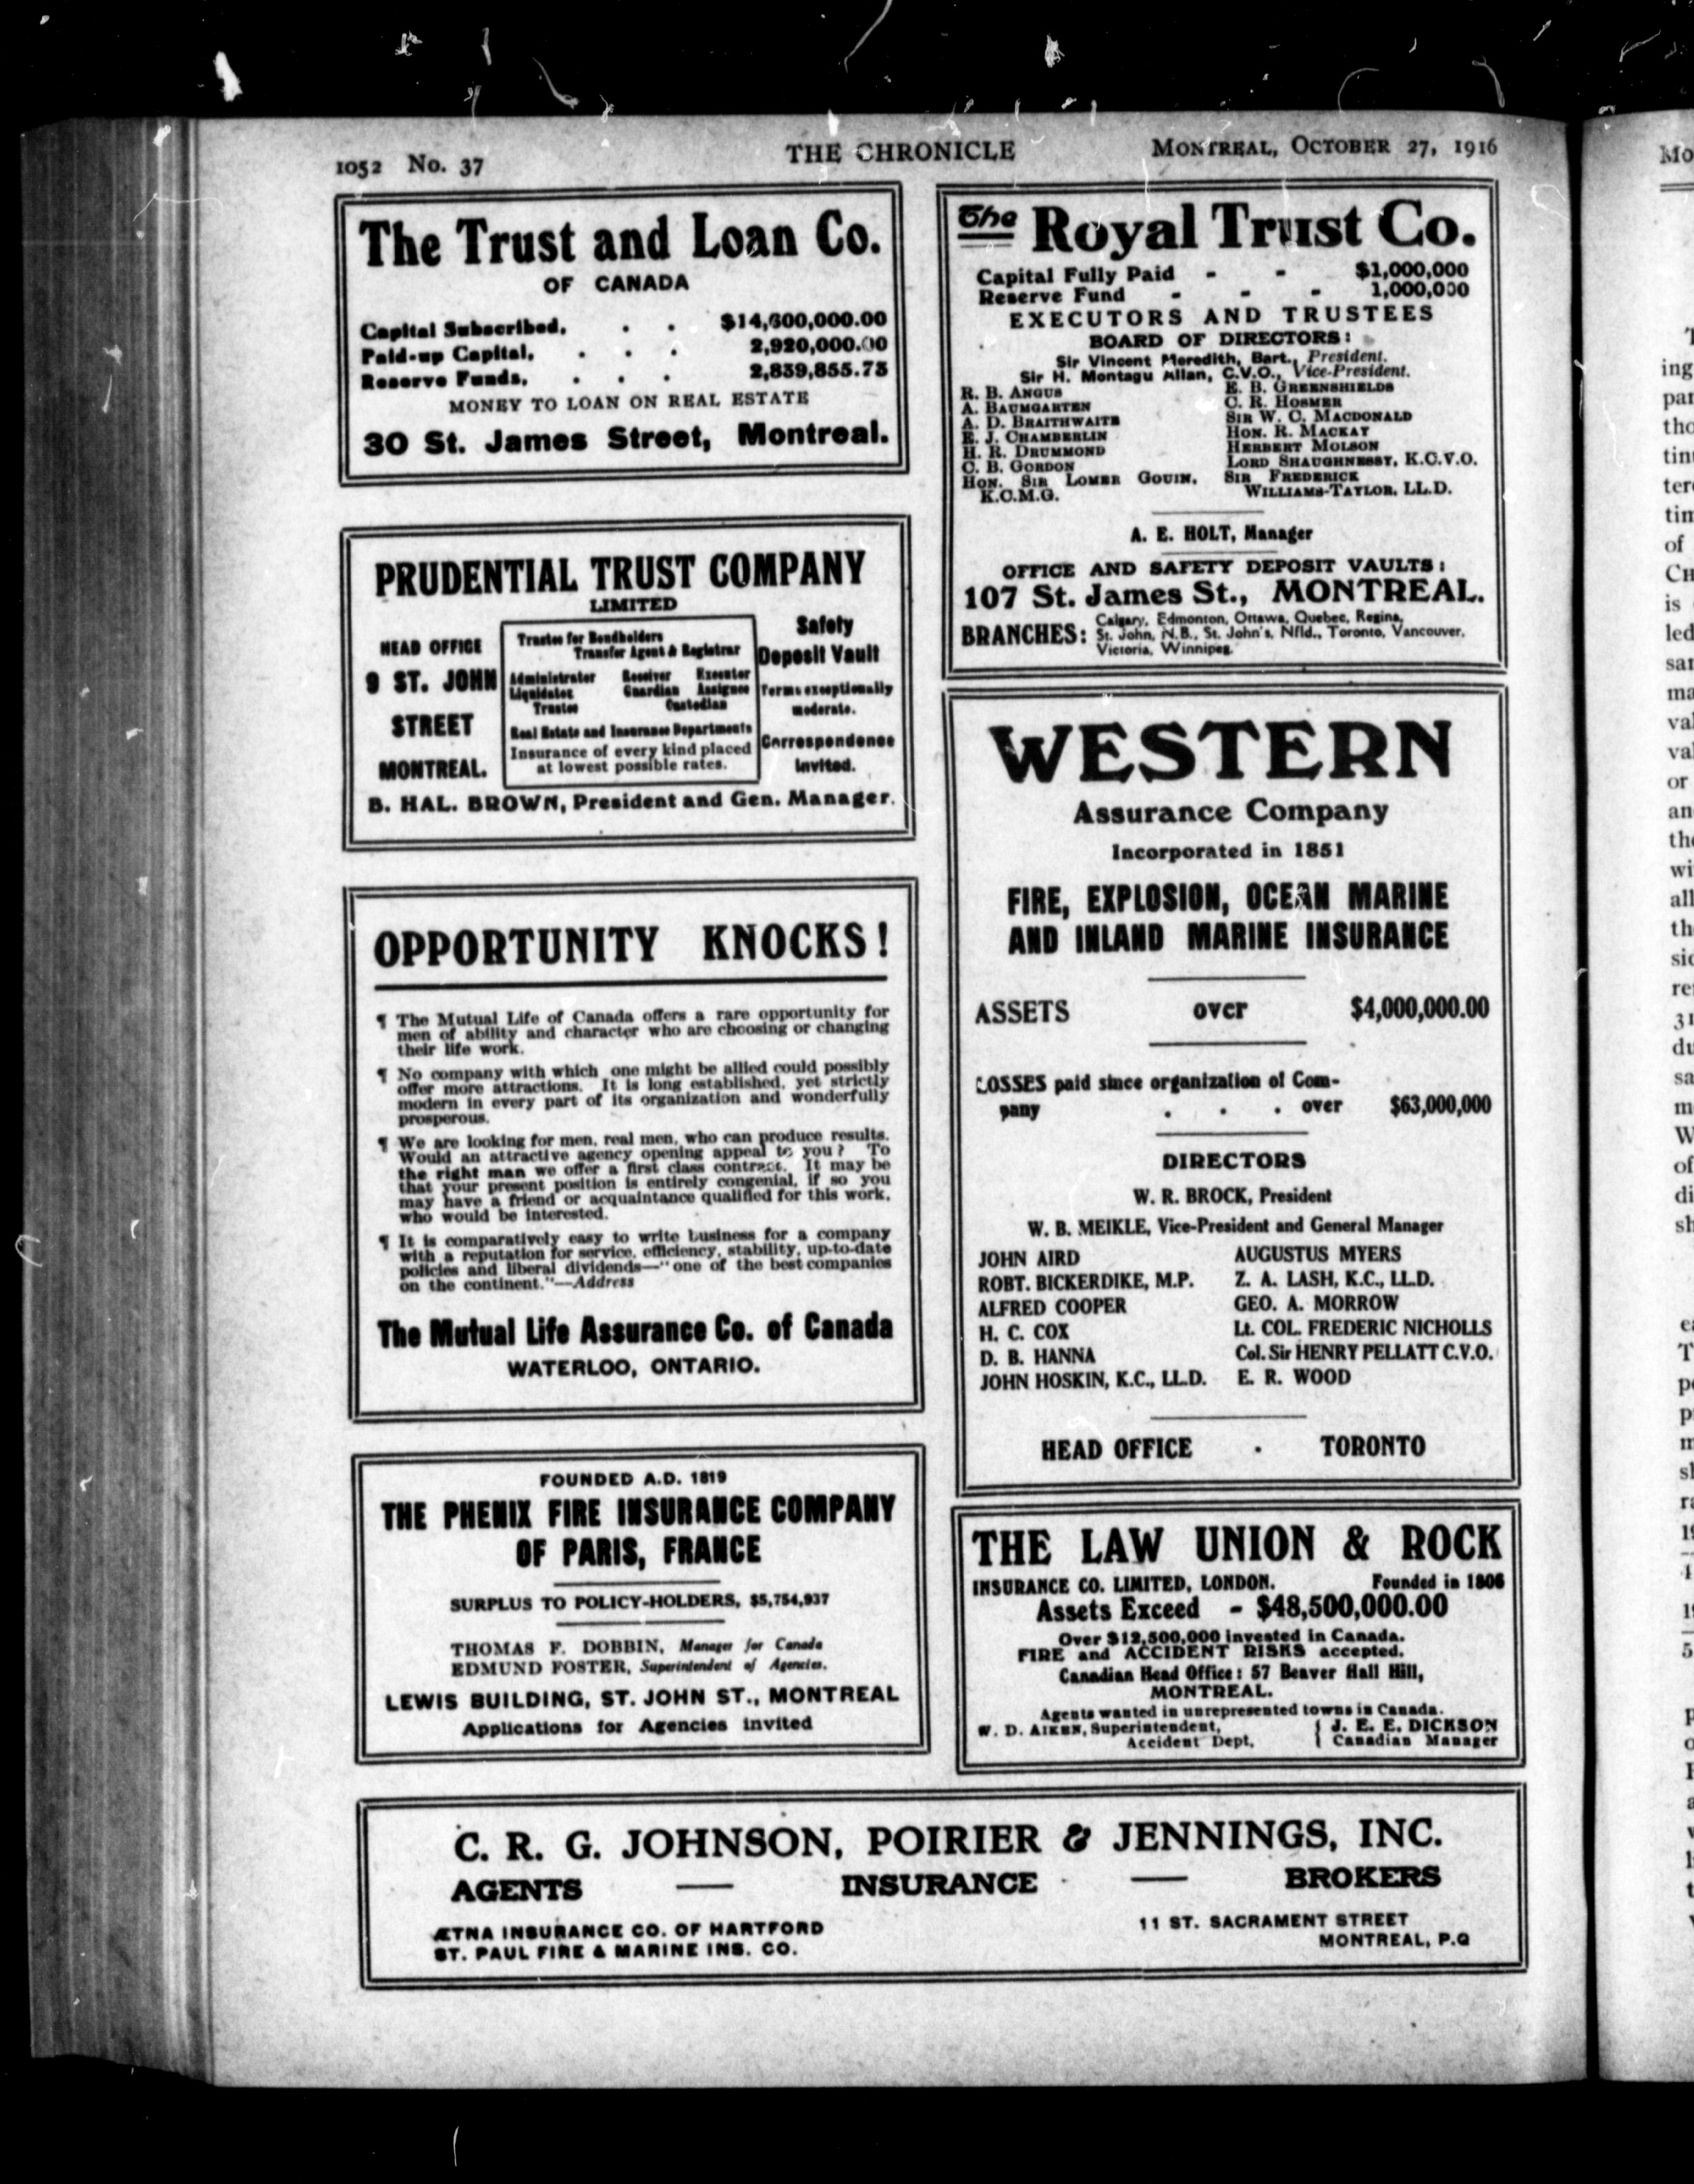 1052 No. 37
THE CHRONICLE
MONTREAL, OCTOBER 27, 1916
The Trust and Loan Co.
OF CANADA
Capital Subscribed, . . $14,600,000.00
Paid-up Capital, . . . 2,920,000.00
Reserve Funds, . . . 2,839,855.73
MONEY TO LOAN ON REAL ESTATE
30 St. James Street, Montreal.
PRUDENTIAL TRUST COMPANY
LIMITED
HEAD OFFICE
9 ST. JOHN
STREET
MONTREAL.
Trustee for Bondholders
Transfer Agent & Registrar
Administrator Receiver Executor
Liquidator Guardian Assignee
Trustee Custodian
Real Estate and Insurance Departments
Insurance of every kind placed
at lowest possible rates.
Safety
Deposit Vault
Terms exceptionally
moderate.
Correspondence
invited.
B. HAL. BROWN, President and Gen. Manager.
OPPORTUNITY KNOCKS!
¶ The Mutual Life of Canada offers a rare opportunity for
men of ability and character who are choosing or changing
their life work.
¶ No company with which one might be allied could possibly
offer more attractions. It is long established, yet strictly
modern in every part of its organization and wonderfully
prosperous.
¶ We are looking for men, real men, who can produce results.
Would an attractive agency opening appeal to you? To
the right man we offer a first class contract. It may be
that your present position is entirely congenial, if so you
may have a friend or acquaintance qualified for this work,
who would be interested.
¶ It is comparatively easy to write business for a company
with a reputation for service, efficiency, stability, up-to-date
policies and liberal dividends—"one of the best companies
on the continent."—Address
The Mutual Life Assurance Co. of Canada
WATERLOO, ONTARIO.
FOUNDED A.D. 1819
THE PHENIX FIRE INSURANCE COMPANY
OF PARIS, FRANCE
SURPLUS TO POLICY-HOLDERS, $5,754,937
THOMAS F. DOBBIN, Manager for Canada
EDMUND FOSTER, Superintendent of Agencies.
LEWIS BUILDING, ST. JOHN ST., MONTREAL
Applications for Agencies invited
The Royal Trust Co.
Capital Fully Paid - - $1,000,000
Reserve Fund - - - 1,000,000
EXECUTORS AND TRUSTEES
BOARD OF DIRECTORS:
Sir Vincent Meredith, Bart., President.
Sir H. Montagu Allan, C.V.O., Vice-President.
R. B. ANGUS
A. BAUMGARTEN
A. D. BRAITHWAITE
E. J. CHAMBERLIN
H. R. DRUMMOND
C. B. GORDON
HON. SIR LOMER GOUIN,
K.C.M.G.
E. B. GREENSHIELDS
C. R. HOSMER
SIR W. C. MACDONALD
HON. R. MACKAY
HERBERT MOLSON
LORD SHAUGHNESSY, K.C.V.O.
SIR FREDERICK
WILLIAMS-TAYLOR, LL.D.
A. E. HOLT, Manager
OFFICE AND SAFETY DEPOSIT VAULTS:
107 St. James St., MONTREAL.
BRANCHES: Calgary, Edmonton, Ottawa, Quebec, Regina,
St. John, N.B., St. John's, Nfld., Toronto, Vancouver,
Victoria, Winnipeg.
WESTERN
Assurance Company
Incorporated in 1851
FIRE, EXPLOSION, OCEAN MARINE
AND INLAND MARINE INSURANCE
ASSETS over $4,000,000.00
LOSSES paid since organization of Com-
pany . . . over $63,000,000
DIRECTORS
W. R. BROCK, President
W. B. MEIKLE, Vice-President and General Manager
JOHN AIRD AUGUSTUS MYERS
ROBT. BICKERDIKE, M.P. Z. A. LASH, K.C., LL.D.
ALFRED COOPER GEO. A. MORROW
H. C. COX Lt. COL. FREDERIC NICHOLLS
D. B. HANNA Col. Sir HENRY PELLATT C.V.O.
JOHN HOSKIN, K.C., LL.D. E. R. WOOD
HEAD OFFICE . TORONTO
THE LAW UNION & ROCK
INSURANCE CO. LIMITED, LONDON. Founded in 1806
Assets Exceed - $48,500,000.00
Over $12,500,000 invested in Canada.
FIRE and ACCIDENT RISKS accepted.
Canadian Head Office: 57 Beaver Hall Hill,
MONTREAL.
Agents wanted in unrepresented towns in Canada.
W. D. AIKEN, Superintendent,
Accident Dept.
J. E. E. DICKSON
Canadian Manager
C. R. G. JOHNSON, POIRIER & JENNINGS, INC.
AGENTS — INSURANCE — BROKERS
ÆTNA INSURANCE CO. OF HARTFORD
ST. PAUL FIRE & MARINE INS. CO.
11 ST. SACRAMENT STREET
MONTREAL, P.Q